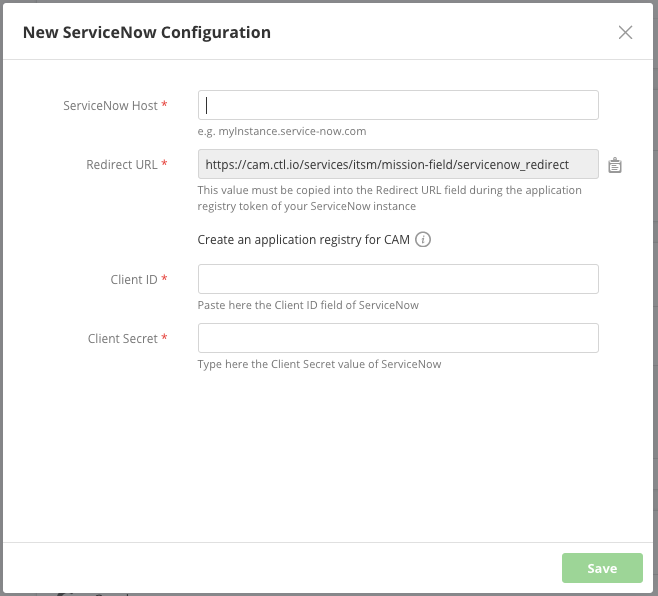 New ServiceNow Configuration
ServiceNow Host *
e.g. myInstance.service-now.com
Redirect URL *
https://cam.ctl.io/services/itsm/mission-field/servicenow_redirect
This value must be copied into the Redirect URL field during the application
registry token of your ServiceNow instance
Create an application registry for CAM
Client ID *
Paste here the Client ID field of ServiceNow
Client Secret *
Type here the Client Secret value of ServiceNow
Save